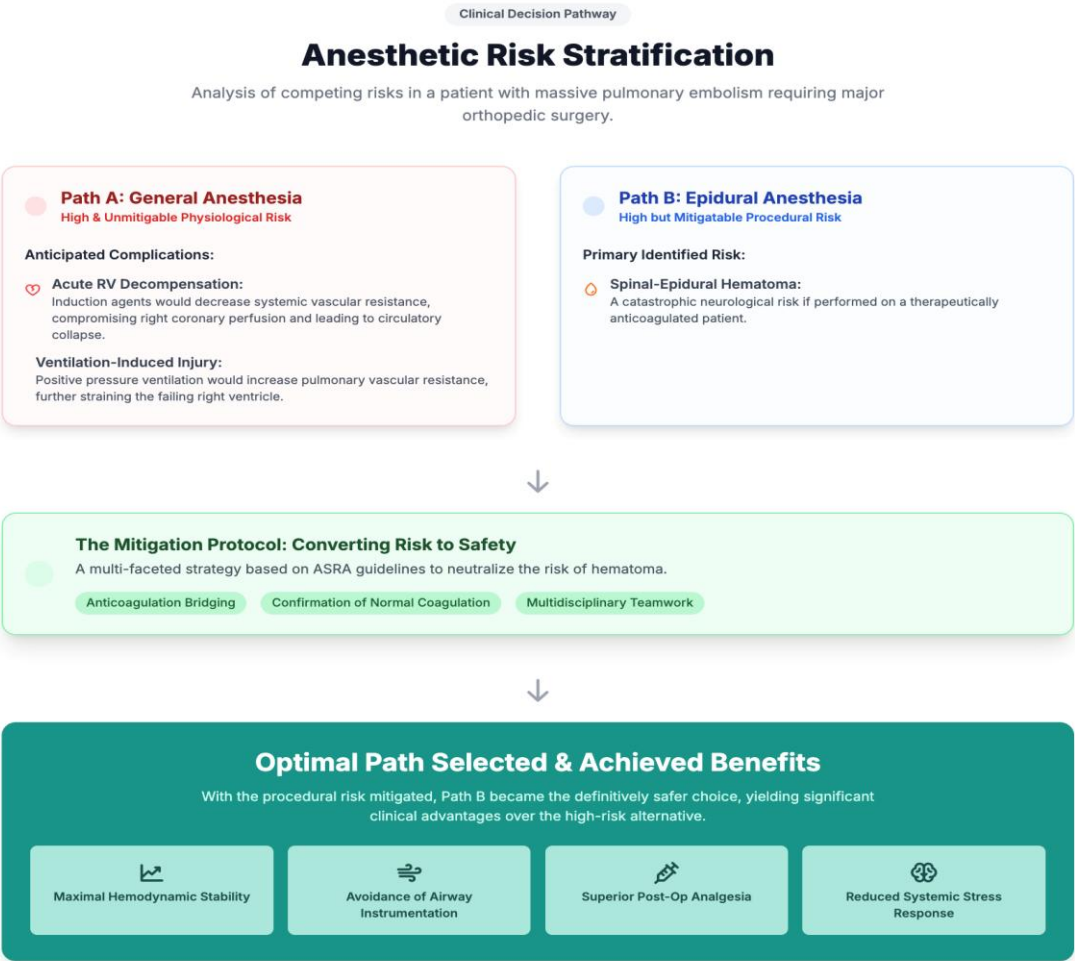 Clinical Decision Pathway
Anesthetic Risk Stratification
Analysis of competing risks in a patient with massive pulmonary embolism requiring major
orthopedic surgery.
Path A: General Anesthesia
High & Unmitigable Physiological Risk
Anticipated Complications:
Acute RV Decompensation:
Induction agents would decrease systemic vascular resistance,
compromising right coronary perfusion and leading to circulatory
collapse.
Ventilation-Induced Injury:
Positive pressure ventilation would increase pulmonary vascular resistance,
further straining the failing right ventricle.
Path B: Epidural Anesthesia
High but Mitigatable Procedural Risk
Primary Identified Risk:
Spinal-Epidural Hematoma:
A catastrophic neurological risk if performed on a therapeutically
anticoagulated patient.
The Mitigation Protocol: Converting Risk to Safety
A multi-faceted strategy based on ASRA guidelines to neutralize the risk of hematoma.
Anticoagulation Bridging
Confirmation of Normal Coagulation
Multidisciplinary Teamwork
Optimal Path Selected & Achieved Benefits
With the procedural risk mitigated, Path B became the definitively safer choice, yielding significant
clinical advantages over the high-risk alternative.
Maximal Hemodynamic Stability
Avoidance of Airway
Instrumentation
Superior Post-Op Analgesia
Reduced Systemic Stress
Response